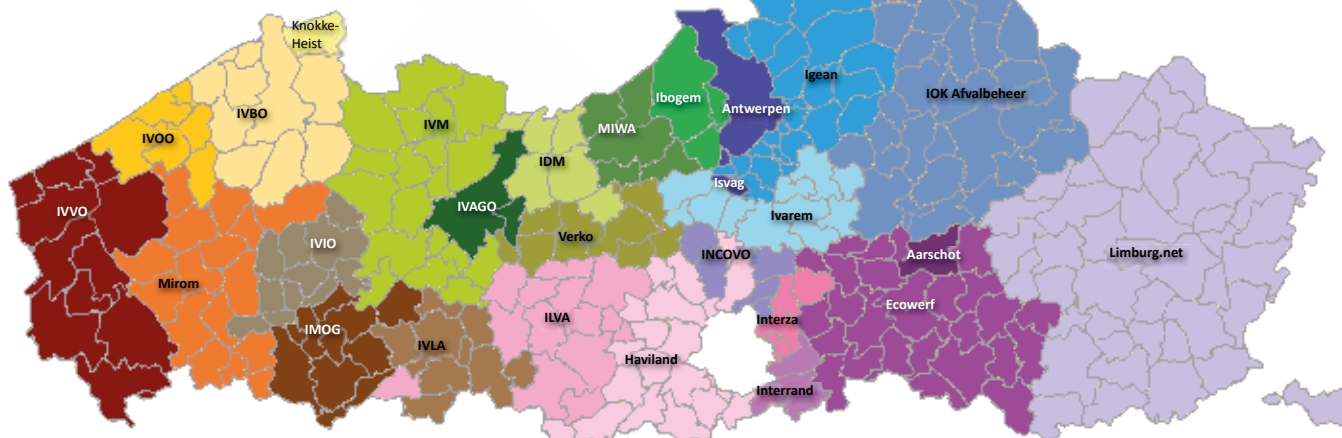 Knokke-
Heist
IVBO
IVOO
IVVO
Mirom
IVIO
IMOG
IVLA
IVM
IVAGO
IDM
MIWA
Ibogem
Antwerpen
Igean
IOK Afvalbeheer
Isvag
Ivarem
Verko
INCOVO
Aarschot
Limburg.net
Ecowerf
Interza
ILVA
Haviland
Interrand